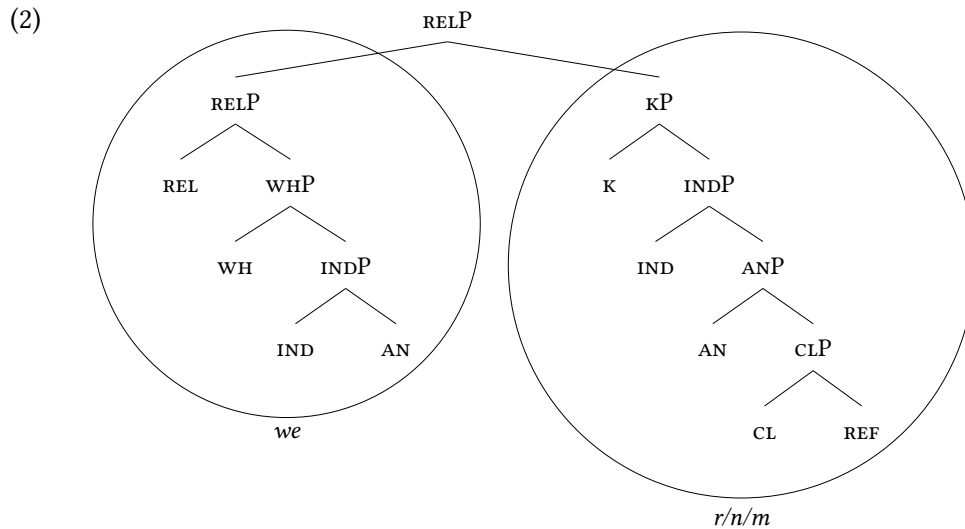 (2) RELP
RELP KP
REL WHP K INDP
WH INDP IND ANP
IND AN AN CLP
we CL REF
r/n/m